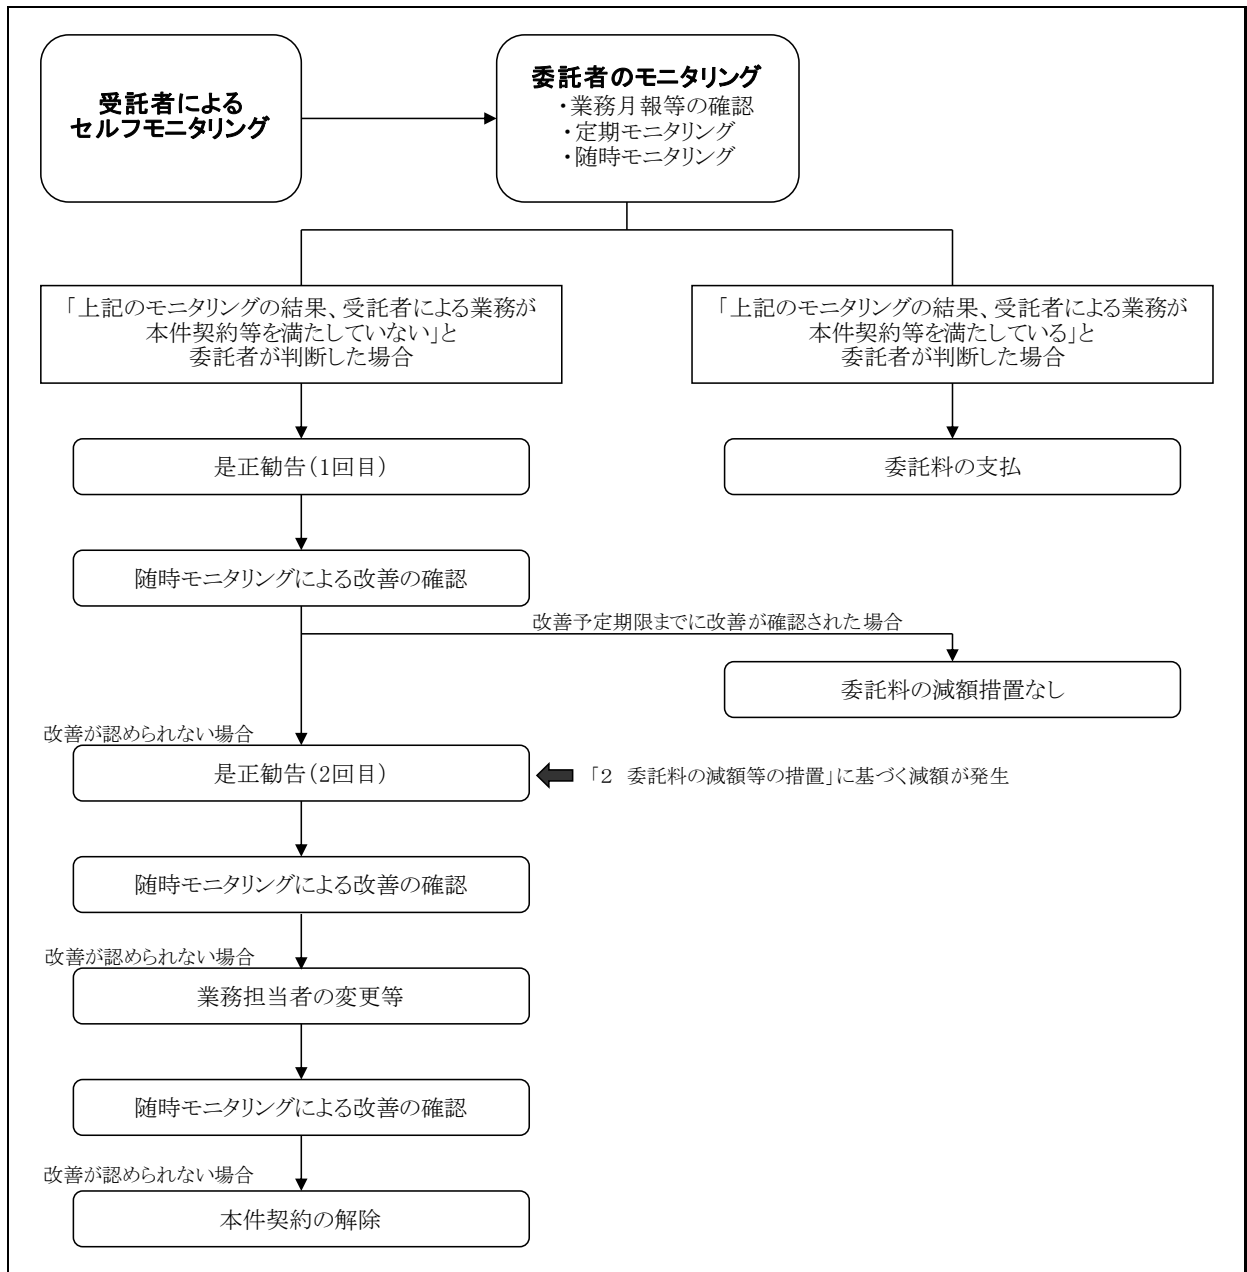 受託者による
セルフモニタリング
委託者のモニタリング
・業務月報等の確認
・定期モニタリング
・随時モニタリング
「上記のモニタリングの結果、受託者による業務が
本件契約等を満たしていない」と
委託者が判断した場合
「上記のモニタリングの結果、受託者による業務が
本件契約等を満たしている」と
委託者が判断した場合
是正勧告(1回目)
委託料の支払
随時モニタリングによる改善の確認
改善予定期限までに改善が確認された場合
委託料の減額措置なし
改善が認められない場合
是正勧告(2回目)
「2 委託料の減額等の措置」に基づく減額が発生
随時モニタリングによる改善の確認
改善が認められない場合
業務担当者の変更等
随時モニタリングによる改善の確認
改善が認められない場合
本件契約の解除